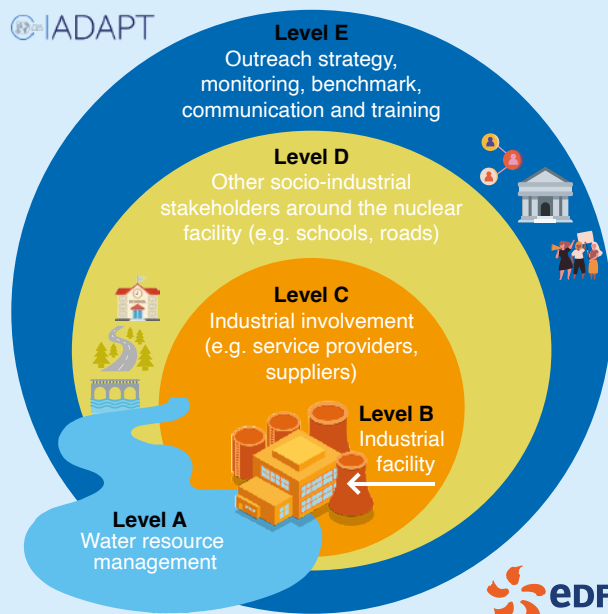 ADAPT
Level E
Outreach strategy,
monitoring, benchmark,
communication and training
Level D
Other socio-industrial
stakeholders around the nuclear
facility (e.g. schools, roads)
Level C
Industrial involvement
(e.g. service providers,
suppliers)
Level B
Industrial
facility
Level A
Water resource
management
SCHOOL
eDF